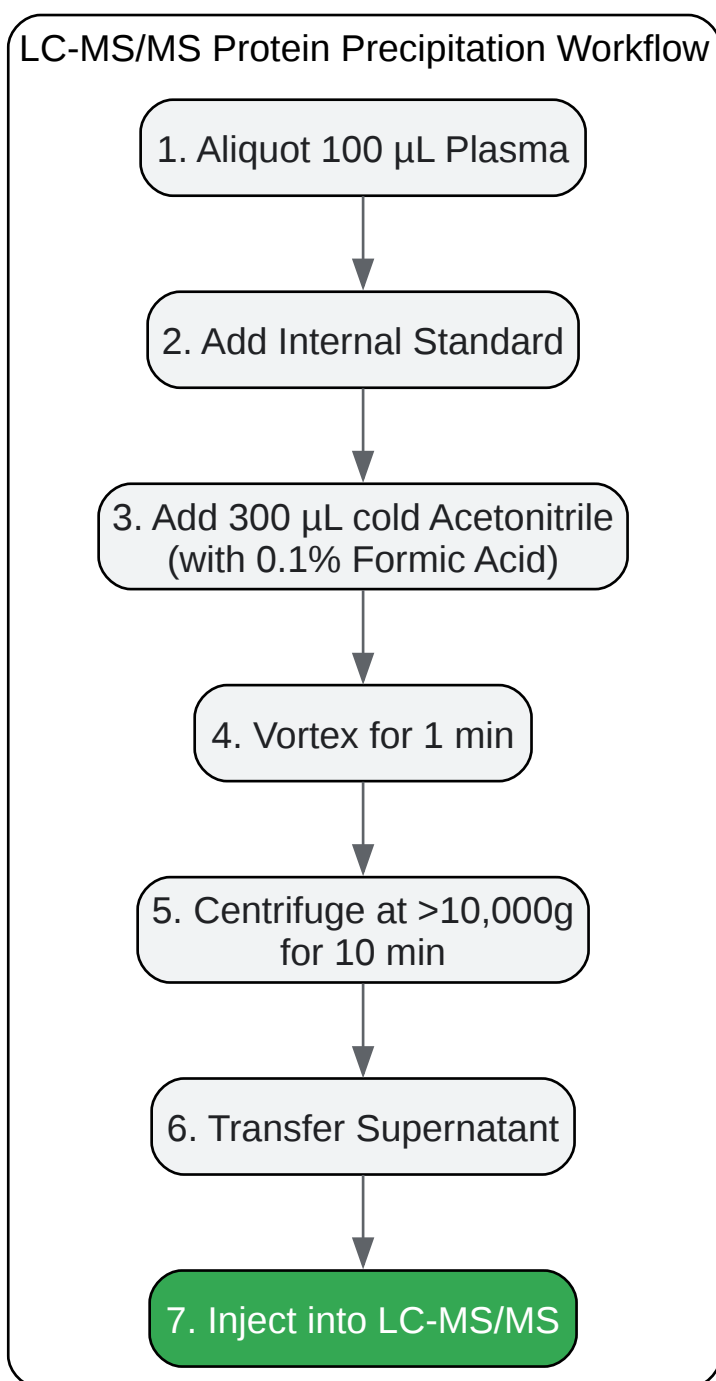 LC-MS/MS Protein Precipitation Workflow
1. Aliquot 100 µL Plasma
2. Add Internal Standard
3. Add 300 µL cold Acetonitrile
(with 0.1% Formic Acid)
4. Vortex for 1 min
5. Centrifuge at >10,000g
for 10 min
6. Transfer Supernatant
7. Inject into LC-MS/MS